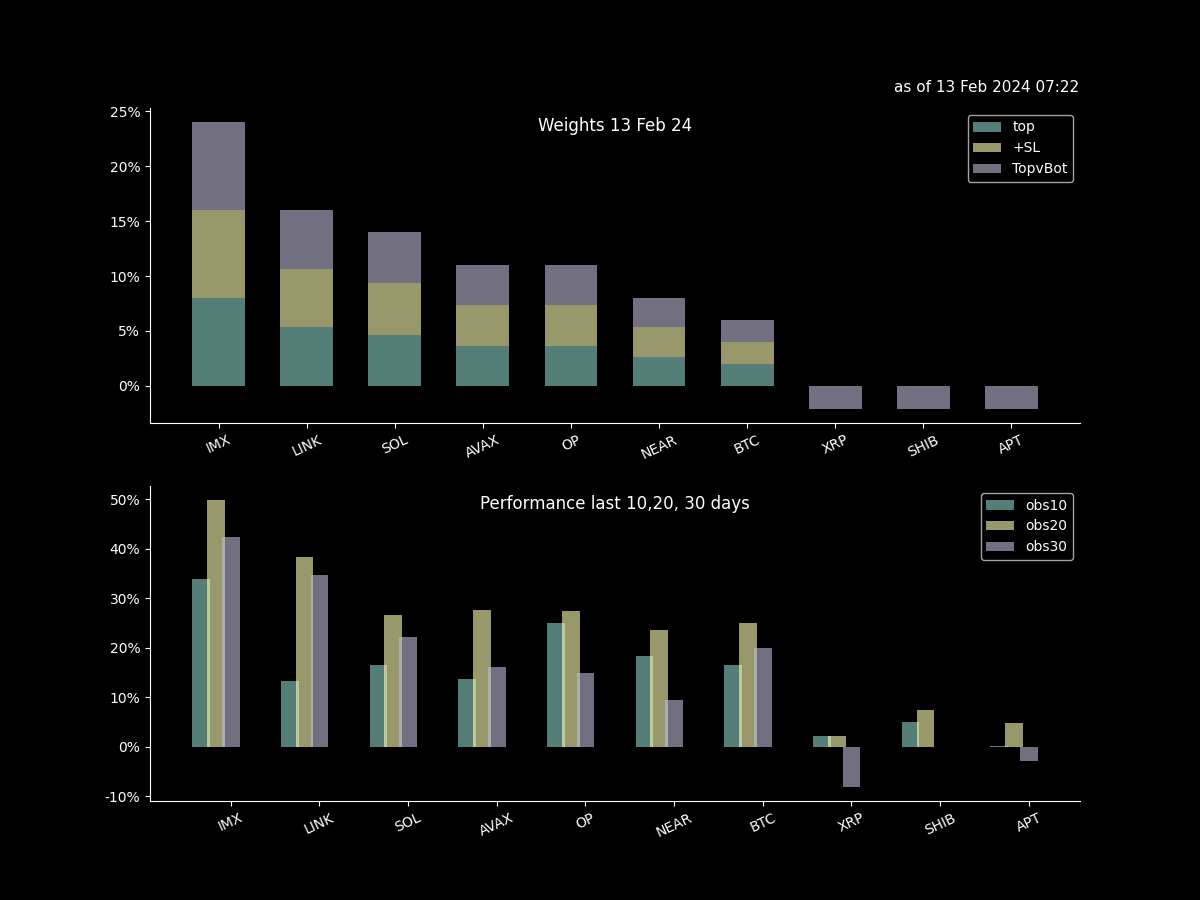 as of 13 Feb 2024 07:22
Weights 13 Feb 24
top
+SL
TopvBot
25%
20%
15%
10%
5%
0%
IMX LINK SOL AVAX OP NEAR BTC XRP SHIB APT
Performance last 10,20, 30 days
obs10
obs20
obs30
50%
40%
30%
20%
10%
0%
-10%
IMX LINK SOL AVAX OP NEAR BTC XRP SHIB APT